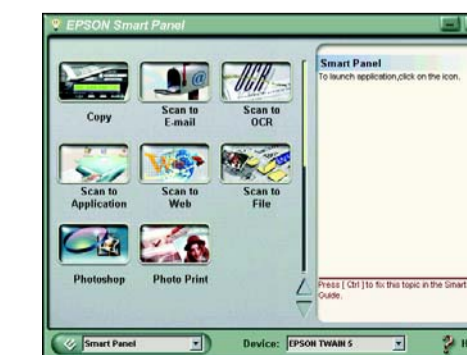 EPSON Smart Panel
Copy
Scan to
E-mail
Scan to
OCR
Scan to
Application
Scan to
Web
Scan to
File
Photoshop
Photo Print
Smart Panel
To launch application,click on the icon.
Press [ Ctrl ] to fix this topic in the Smart
Guide.
Smart Panel
Device:
EPSON TWAIN 5